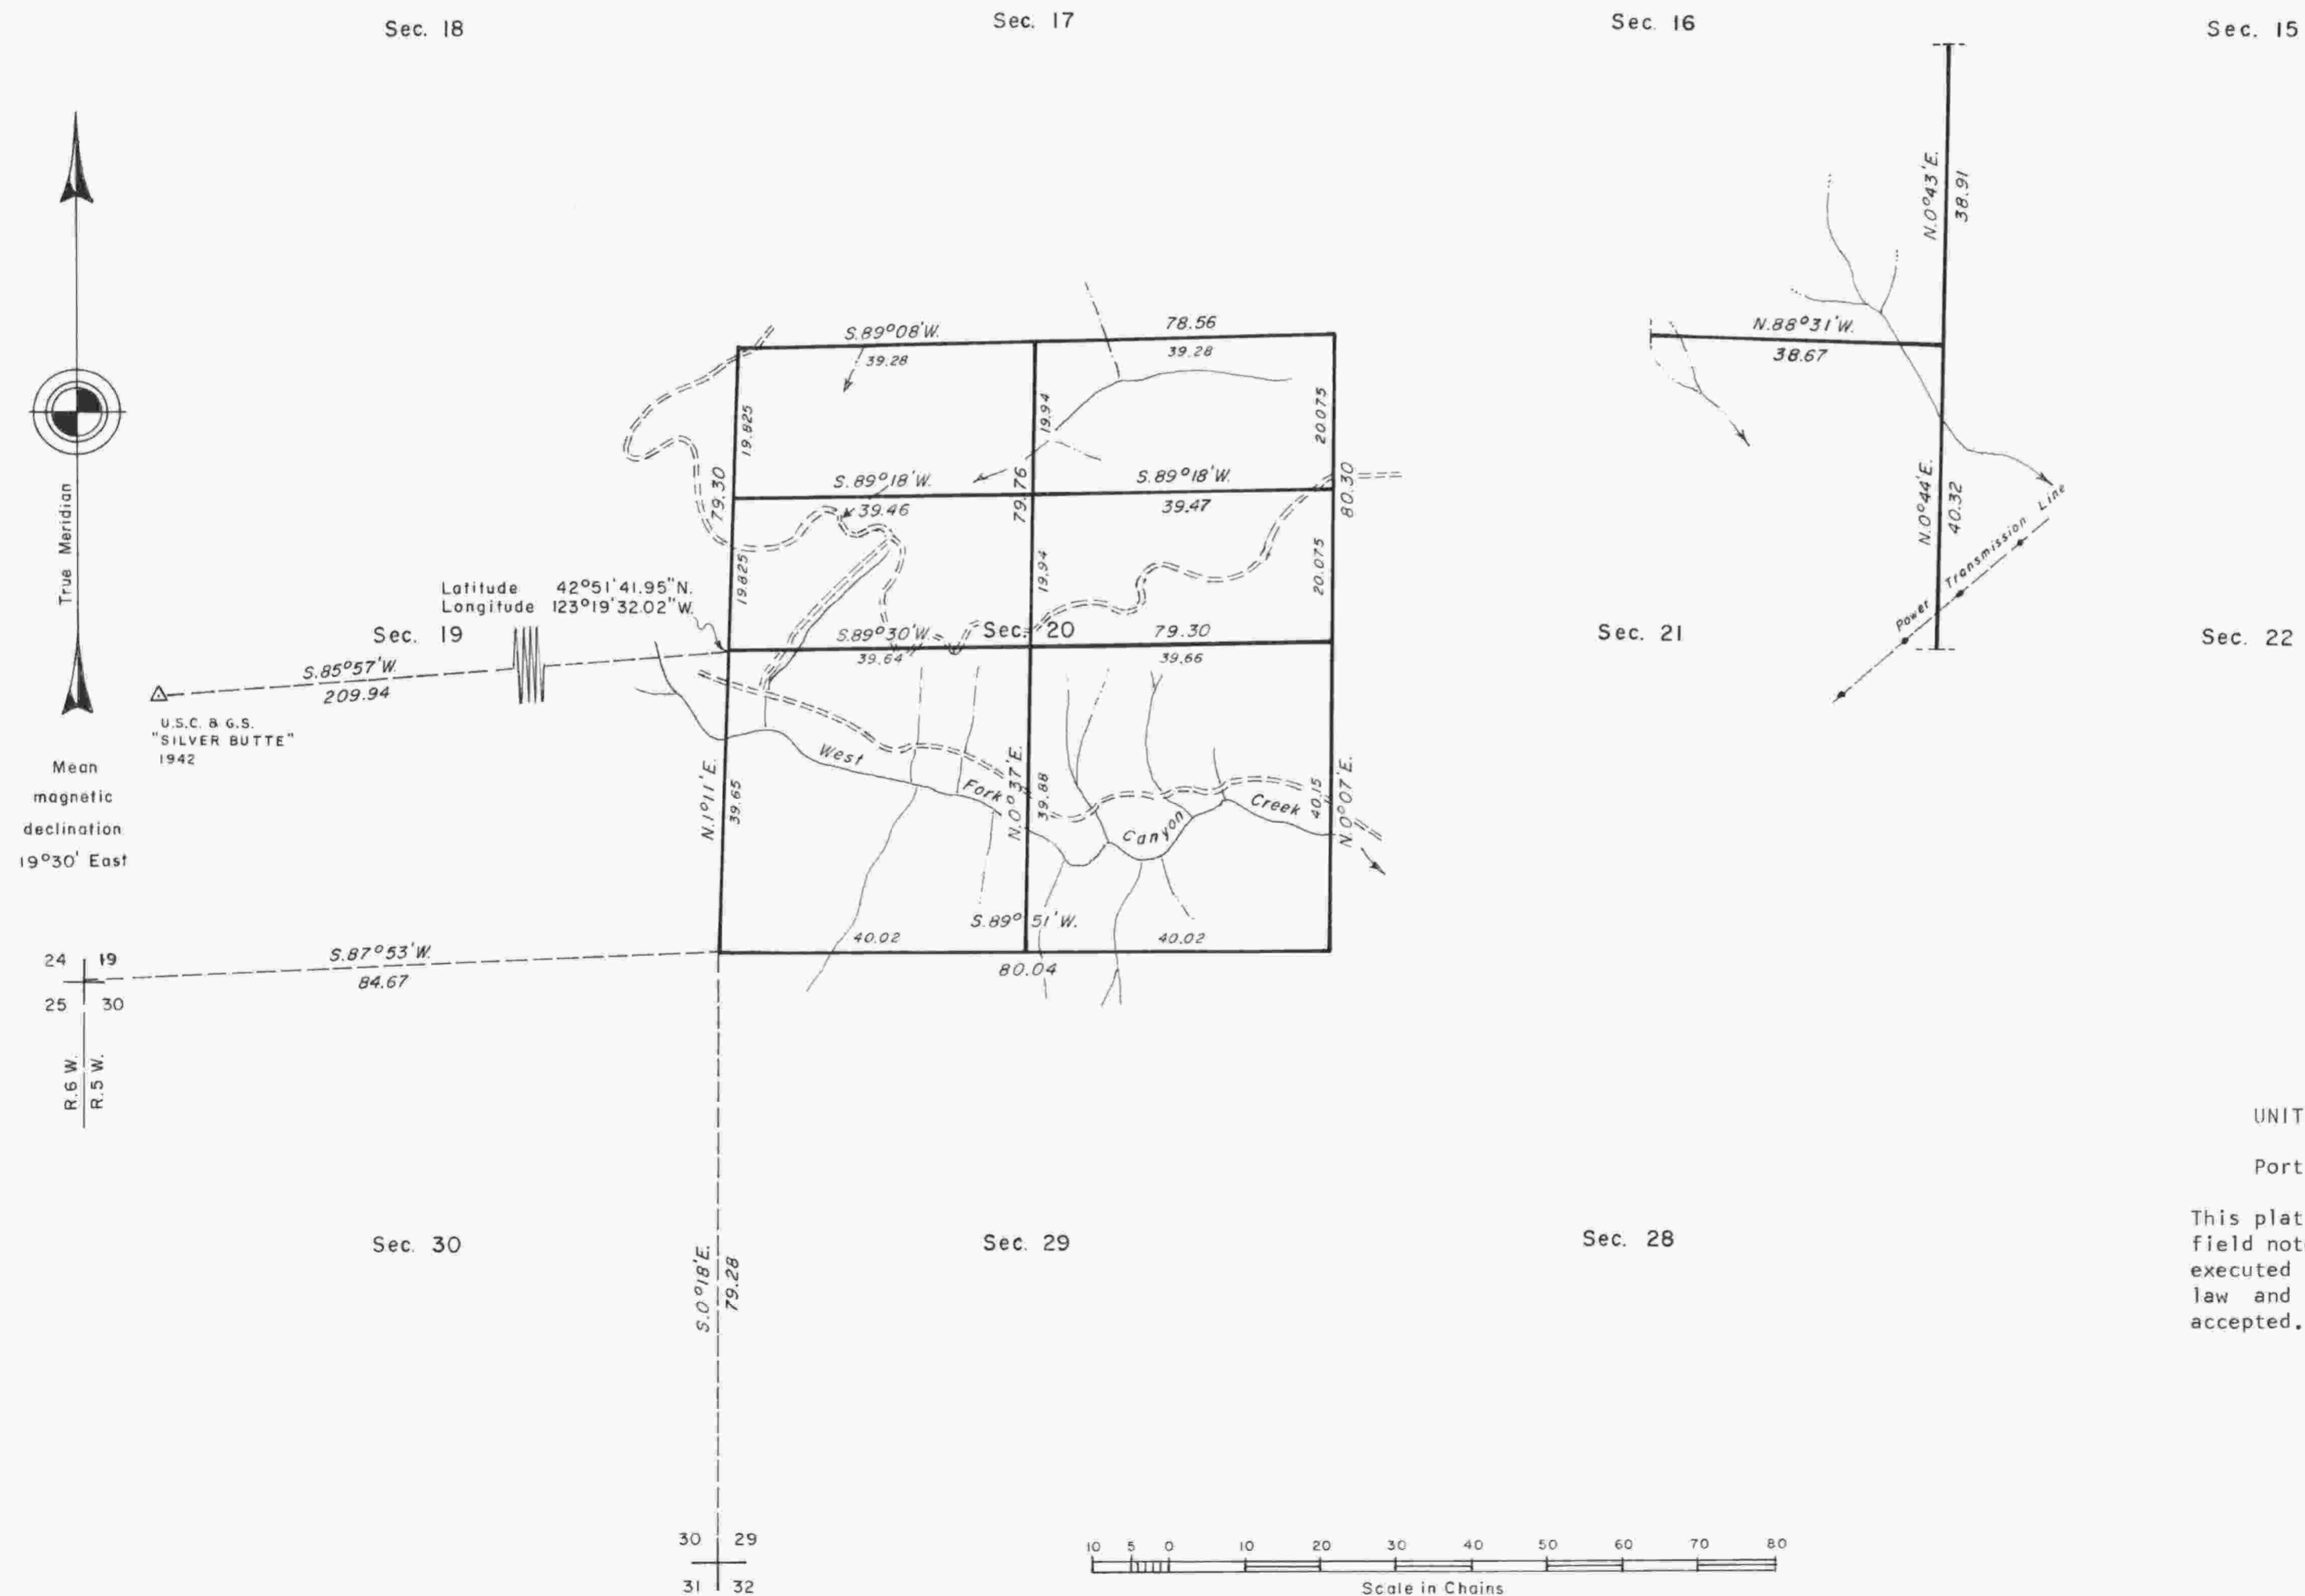 Sec. 18
Sec. 17
Sec. 16
Sec. 15
True Meridian
Mean
magnetic
declination
19°30' East
S.89°08'W.
39.28
78.56
39.28
N.88°31'W.
38.67
N.0°43'E.
38.91
N.0°44'E.
40.32
Power Transmission Line
19.825
19.94
20.075
79.30
S.89°18'W.
39.46
79.76
S.89°18'W.
39.47
80.30
19.825
19.94
20.075
Latitude 42°51'41.95"N.
Longitude 123°19'32.02"W.
Sec. 19
S.85°57'W.
209.94
U.S.C. & G.S.
"SILVER BUTTE"
1942
S.89°30'W.
39.64
Sec. 20
79.30
39.66
Sec. 21
Sec. 22
West Fork Canyon Creek
N.1°11'E.
39.65
N.0°37'E.
39.88
40.15
N.0°07'E.
S.89°51'W.
40.02
40.02
80.04
S.87°53'W.
84.67
24 19
25 30
R.6 W.
R.5 W.
UNIT
Port
This plat
field not
executed
law and
accepted.
Sec. 30
Sec. 29
Sec. 28
S.0°18'E.
79.28
30 29
31 32
10 5 0 10 20 30 40 50 60 70 80
Scale in Chains